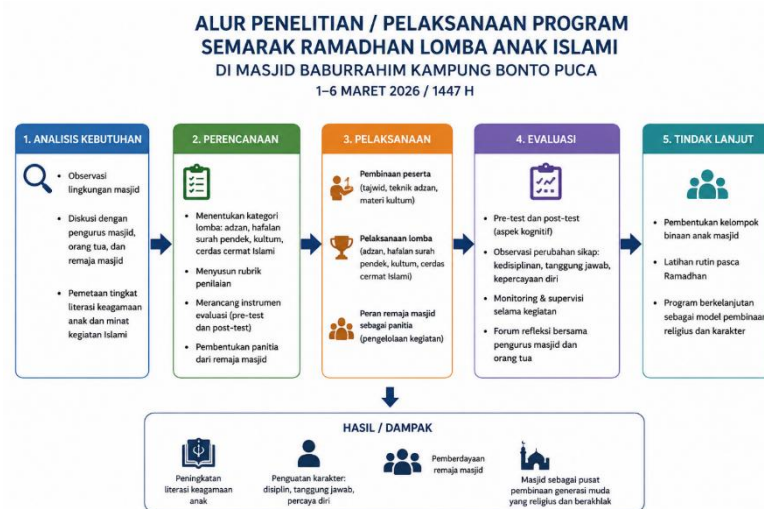 ALUR PENELITIAN / PELAKSANAAN PROGRAM
SEMARAK RAMADHAN LOMBA ANAK ISLAMI
DI MASJID BABURRAHIM KAMPUNG BONTO PUCA
1–6 MARET 2026 / 1447 H
1. ANALISIS KEBUTUHAN
• Observasi
lingkungan masjid
• Diskusi dengan
pengurus masjid,
orang tua, dan
remaja masjid
• Pemetaan tingkat
literasi keagamaan
anak dan minat
kegiatan Islami
2. PERENCANAAN
• Menentukan kategori
lomba: adzan, hafalan
surah pendek, kultum,
cerdas cermat Islami
• Menyusun rubrik
penilaian
• Merancang instrumen
evaluasi (pre-test
dan post-test)
• Pembentukan panitia
dari remaja masjid
3. PELAKSANAAN
Pembinaan peserta
(tajwid, teknik adzan,
materi kultum)
Pelaksanaan lomba
(adzan, hafalan surah
pendek, kultum, cerdas
cermat Islami)
Peran remaja masjid
sebagai panitia
(pengelolaan kegiatan)
4. EVALUASI
• Pre-test dan post-test
(aspek kognitif)
• Observasi perubahan sikap:
kedisiplinan, tanggung jawab,
kepercayaan diri
• Monitoring & supervisi
selama kegiatan
• Forum refleksi bersama
pengurus masjid dan
orang tua
5. TINDAK LANJUT
• Pembentukan kelompok
binaan anak masjid
• Latihan rutin pasca
Ramadhan
• Program berkelanjutan
sebagai model pembinaan
religius dan karakter
HASIL / DAMPAK
Peningkatan
literasi keagamaan
anak
Penguatan karakter:
disiplin, tanggung jawab,
percaya diri
Pemberdayaan
remaja masjid
Masjid sebagai pusat
pembinaan generasi muda
yang religius dan berakhlak